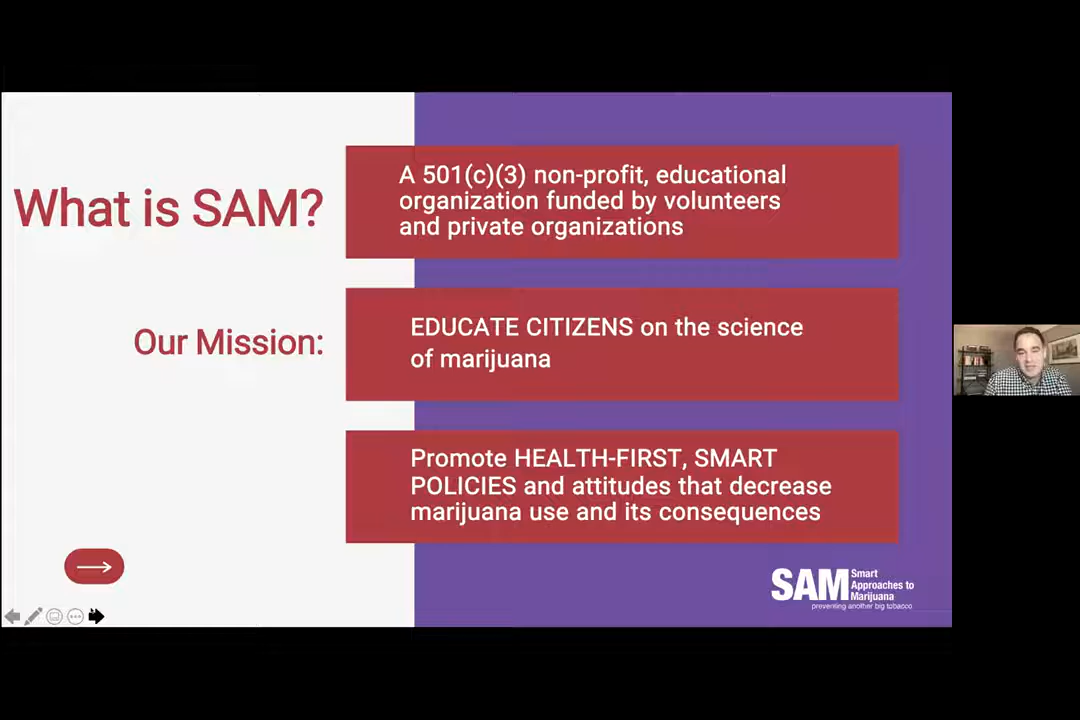 What is SAM?
A 501(c)(3) non-profit, educational
organization funded by volunteers
and private organizations
Our Mission:
EDUCATE CITIZENS on the science
of marijuana
Promote HEALTH-FIRST, SMART
POLICIES and attitudes that decrease
marijuana use and its consequences
SAM
Smart
Approaches to
Marijuana
preventing another big tobacco